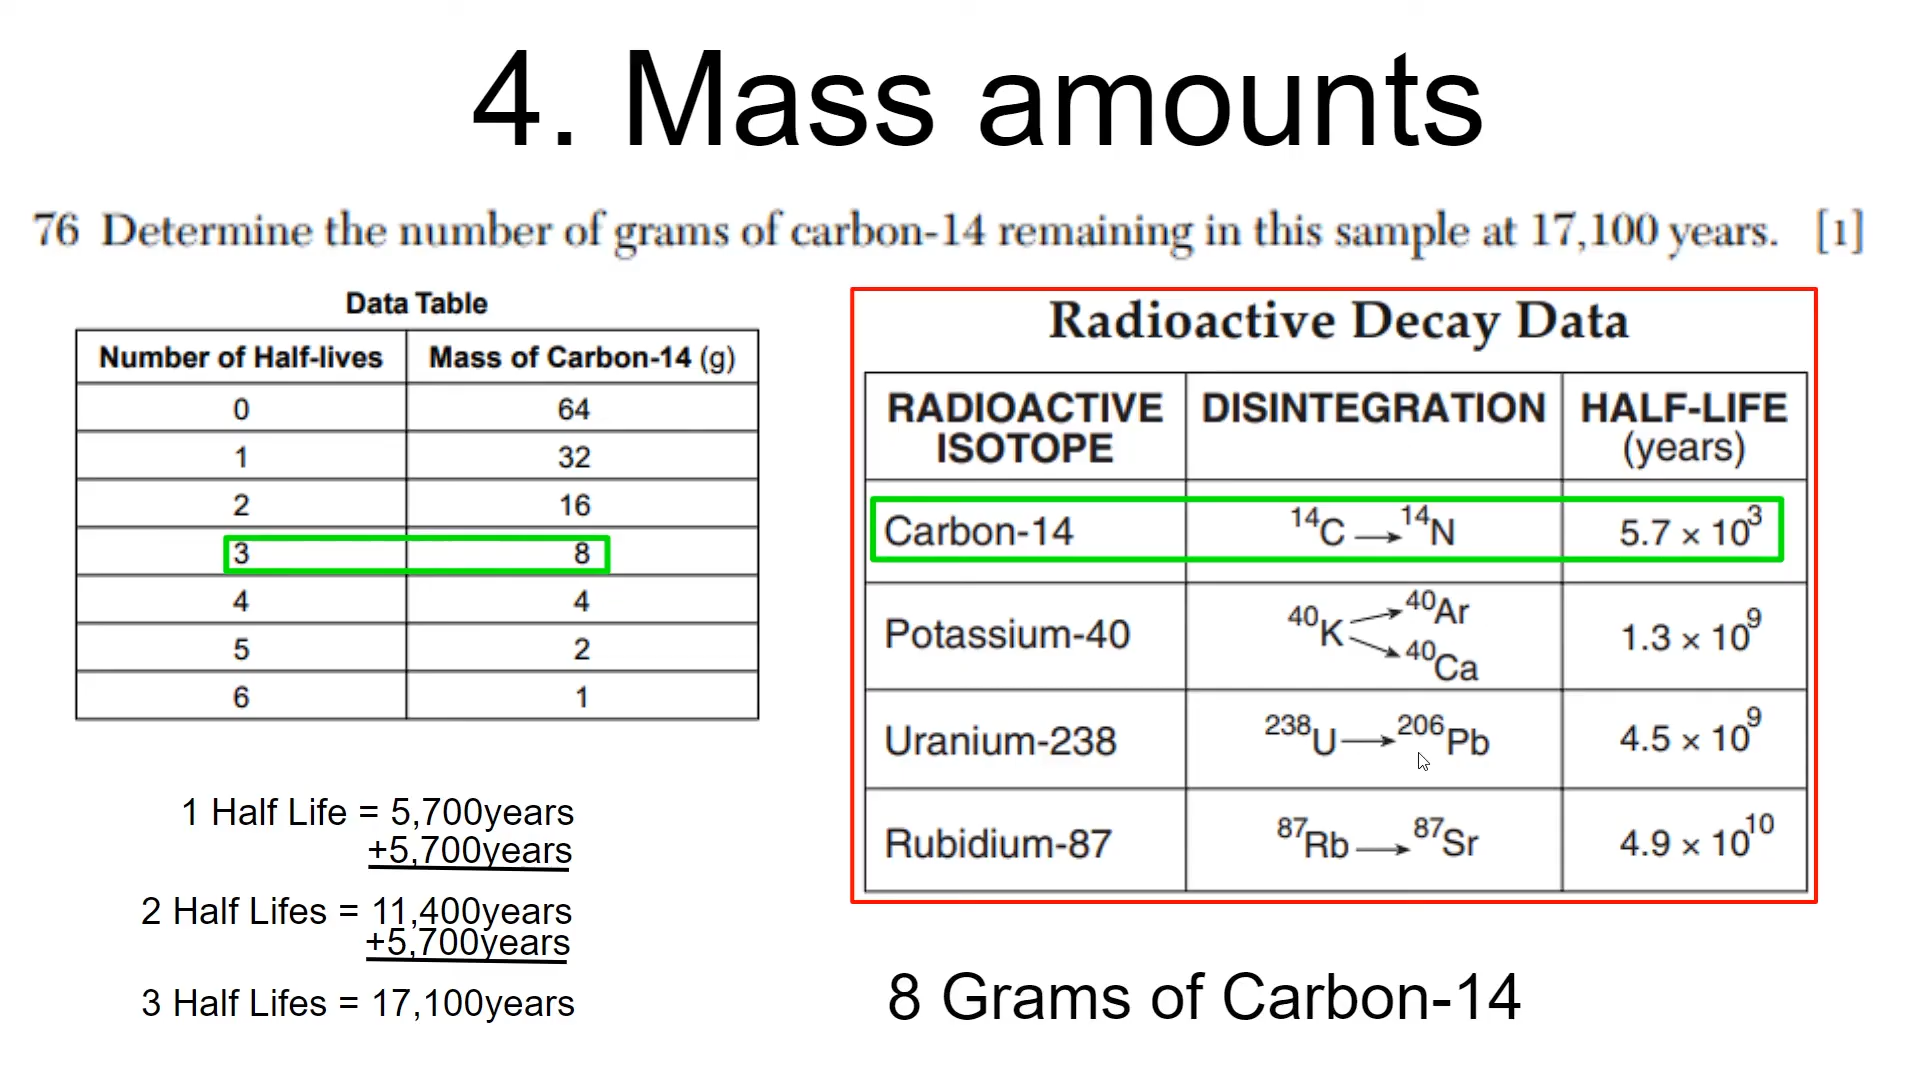 4. Mass amounts
76 Determine the number of grams of carbon-14 remaining in this sample at 17,100 years. [1]
Data Table
Number of Half-lives Mass of Carbon-14 (g)
0 64
1 32
2 16
3 8
4 4
5 2
6 1
1 Half Life = 5,700years
+5,700years
2 Half Lifes = 11,400years
+5,700years
3 Half Lifes = 17,100years
Radioactive Decay Data
RADIOACTIVE ISOTOPE DISINTEGRATION HALF-LIFE (years)
Carbon-14 ¹⁴C → ¹⁴N 5.7 × 10³
Potassium-40 ⁴⁰K → ⁴⁰Ar → ⁴⁰Ca 1.3 × 10⁹
Uranium-238 ²³⁸U → ²⁰⁶Pb 4.5 × 10⁹
Rubidium-87 ⁸⁷Rb → ⁸⁷Sr 4.9 × 10¹⁰
8 Grams of Carbon-14